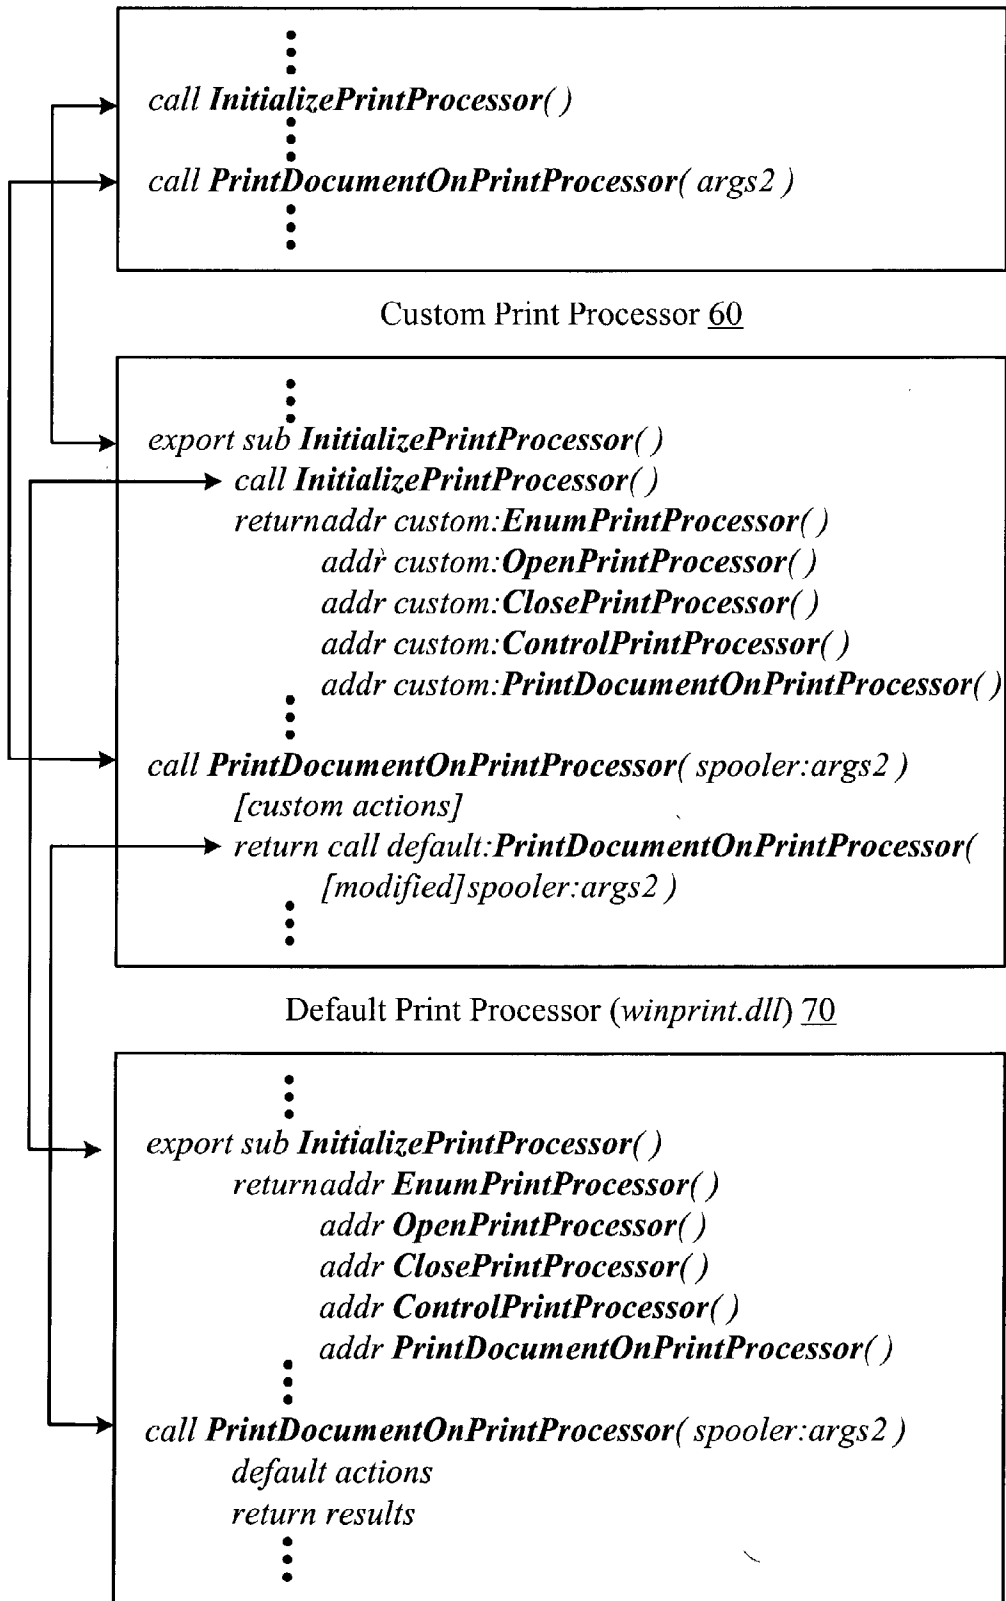 call InitializePrintProcessor( )
call PrintDocumentOnPrintProcessor( args2 )
Custom Print Processor 60
export sub InitializePrintProcessor( )
call InitializePrintProcessor( )
returnaddr custom:EnumPrintProcessor( )
addr custom:OpenPrintProcessor( )
addr custom:ClosePrintProcessor( )
addr custom:ControlPrintProcessor( )
addr custom:PrintDocumentOnPrintProcessor( )
call PrintDocumentOnPrintProcessor( spooler:args2 )
[custom actions]
return call default:PrintDocumentOnPrintProcessor(
[modified]spooler:args2 )
Default Print Processor (winprint.dll) 70
export sub InitializePrintProcessor( )
returnaddr EnumPrintProcessor( )
addr OpenPrintProcessor( )
addr ClosePrintProcessor( )
addr ControlPrintProcessor( )
addr PrintDocumentOnPrintProcessor( )
call PrintDocumentOnPrintProcessor( spooler:args2 )
default actions
return results